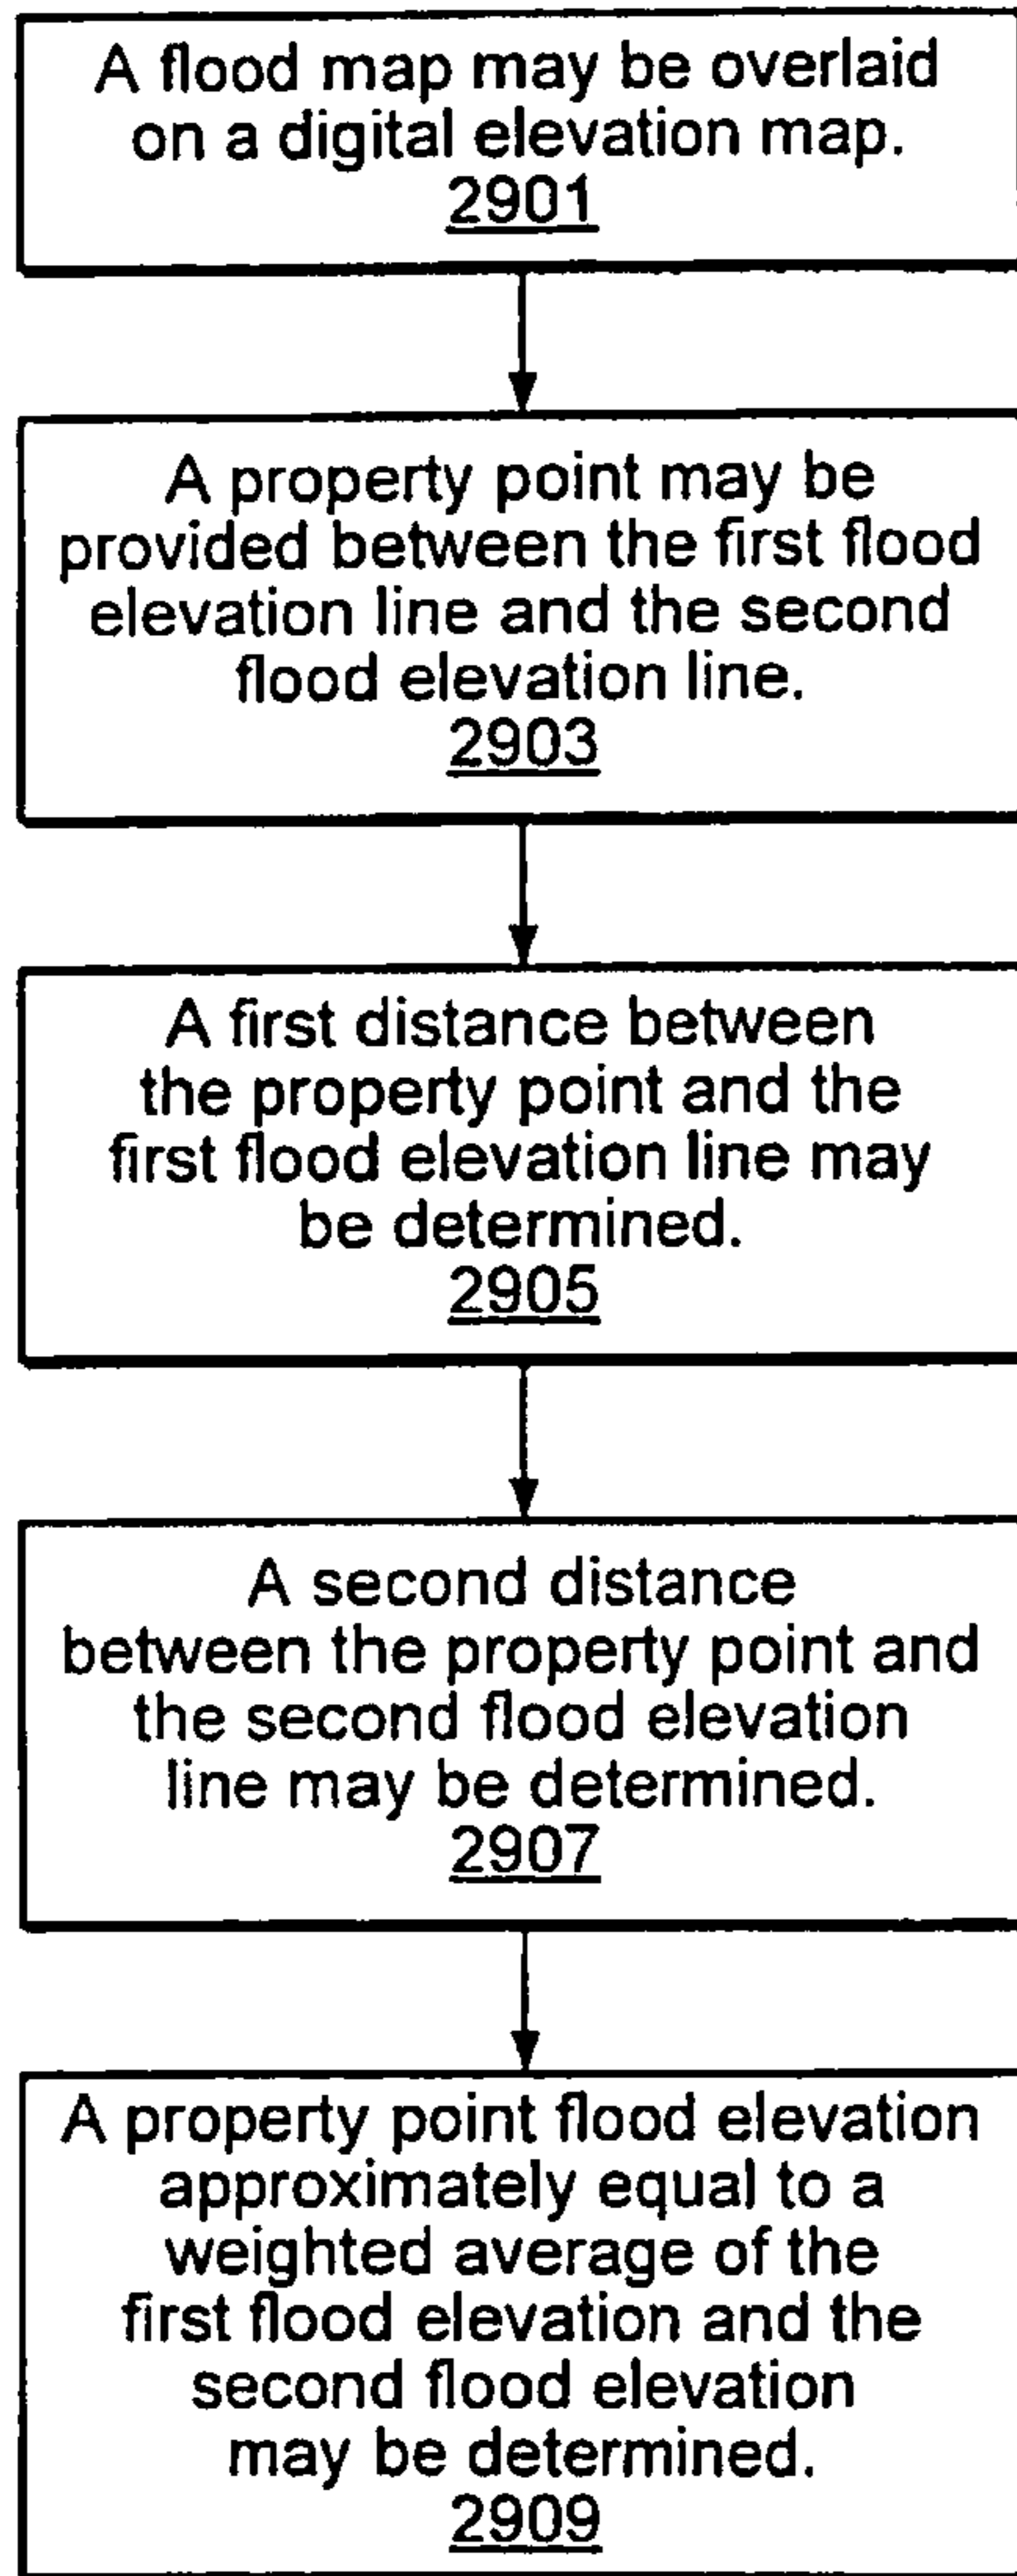 A flood map may be overlaid
on a digital elevation map.
2901
A property point may be
provided between the first flood
elevation line and the second
flood elevation line.
2903
A first distance between
the property point and the
first flood elevation line may
be determined.
2905
A second distance
between the property point and
the second flood elevation
line may be determined.
2907
A property point flood elevation
approximately equal to a
weighted average of the
first flood elevation and the
second flood elevation
may be determined.
2909